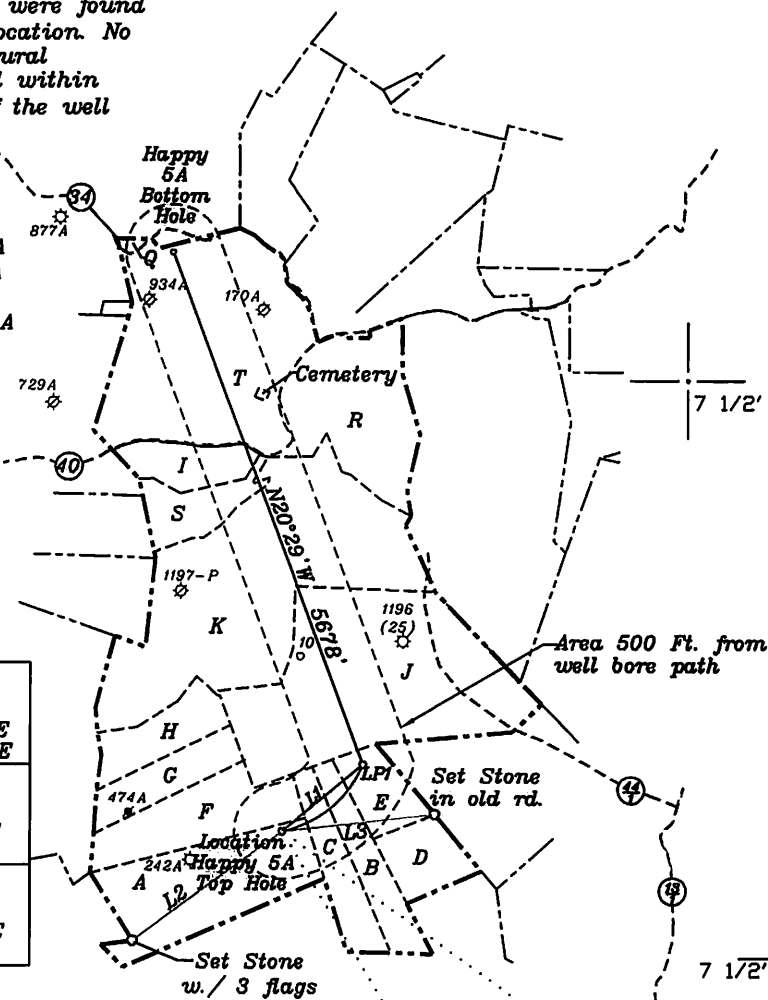 were found
ocation. No
ural
within
f the well
Happy
5A
Bottom
Hole
34
877A
Q
934A
170A
A
T
Cemetery
729A
R
7 1/2'
40
I
S
N20°29'W 5678'
1197-P
1196
(25)
K
10
J
Area 500 Ft. from
well bore path
E
E
H
G
LP1
Set Stone
in old rd.
474A
F
L1
E
Location
Happy 5A
Top Hole
L3
C
242A
A
B
D
L2
Set Stone
w./ 3 flags
7 1/2'